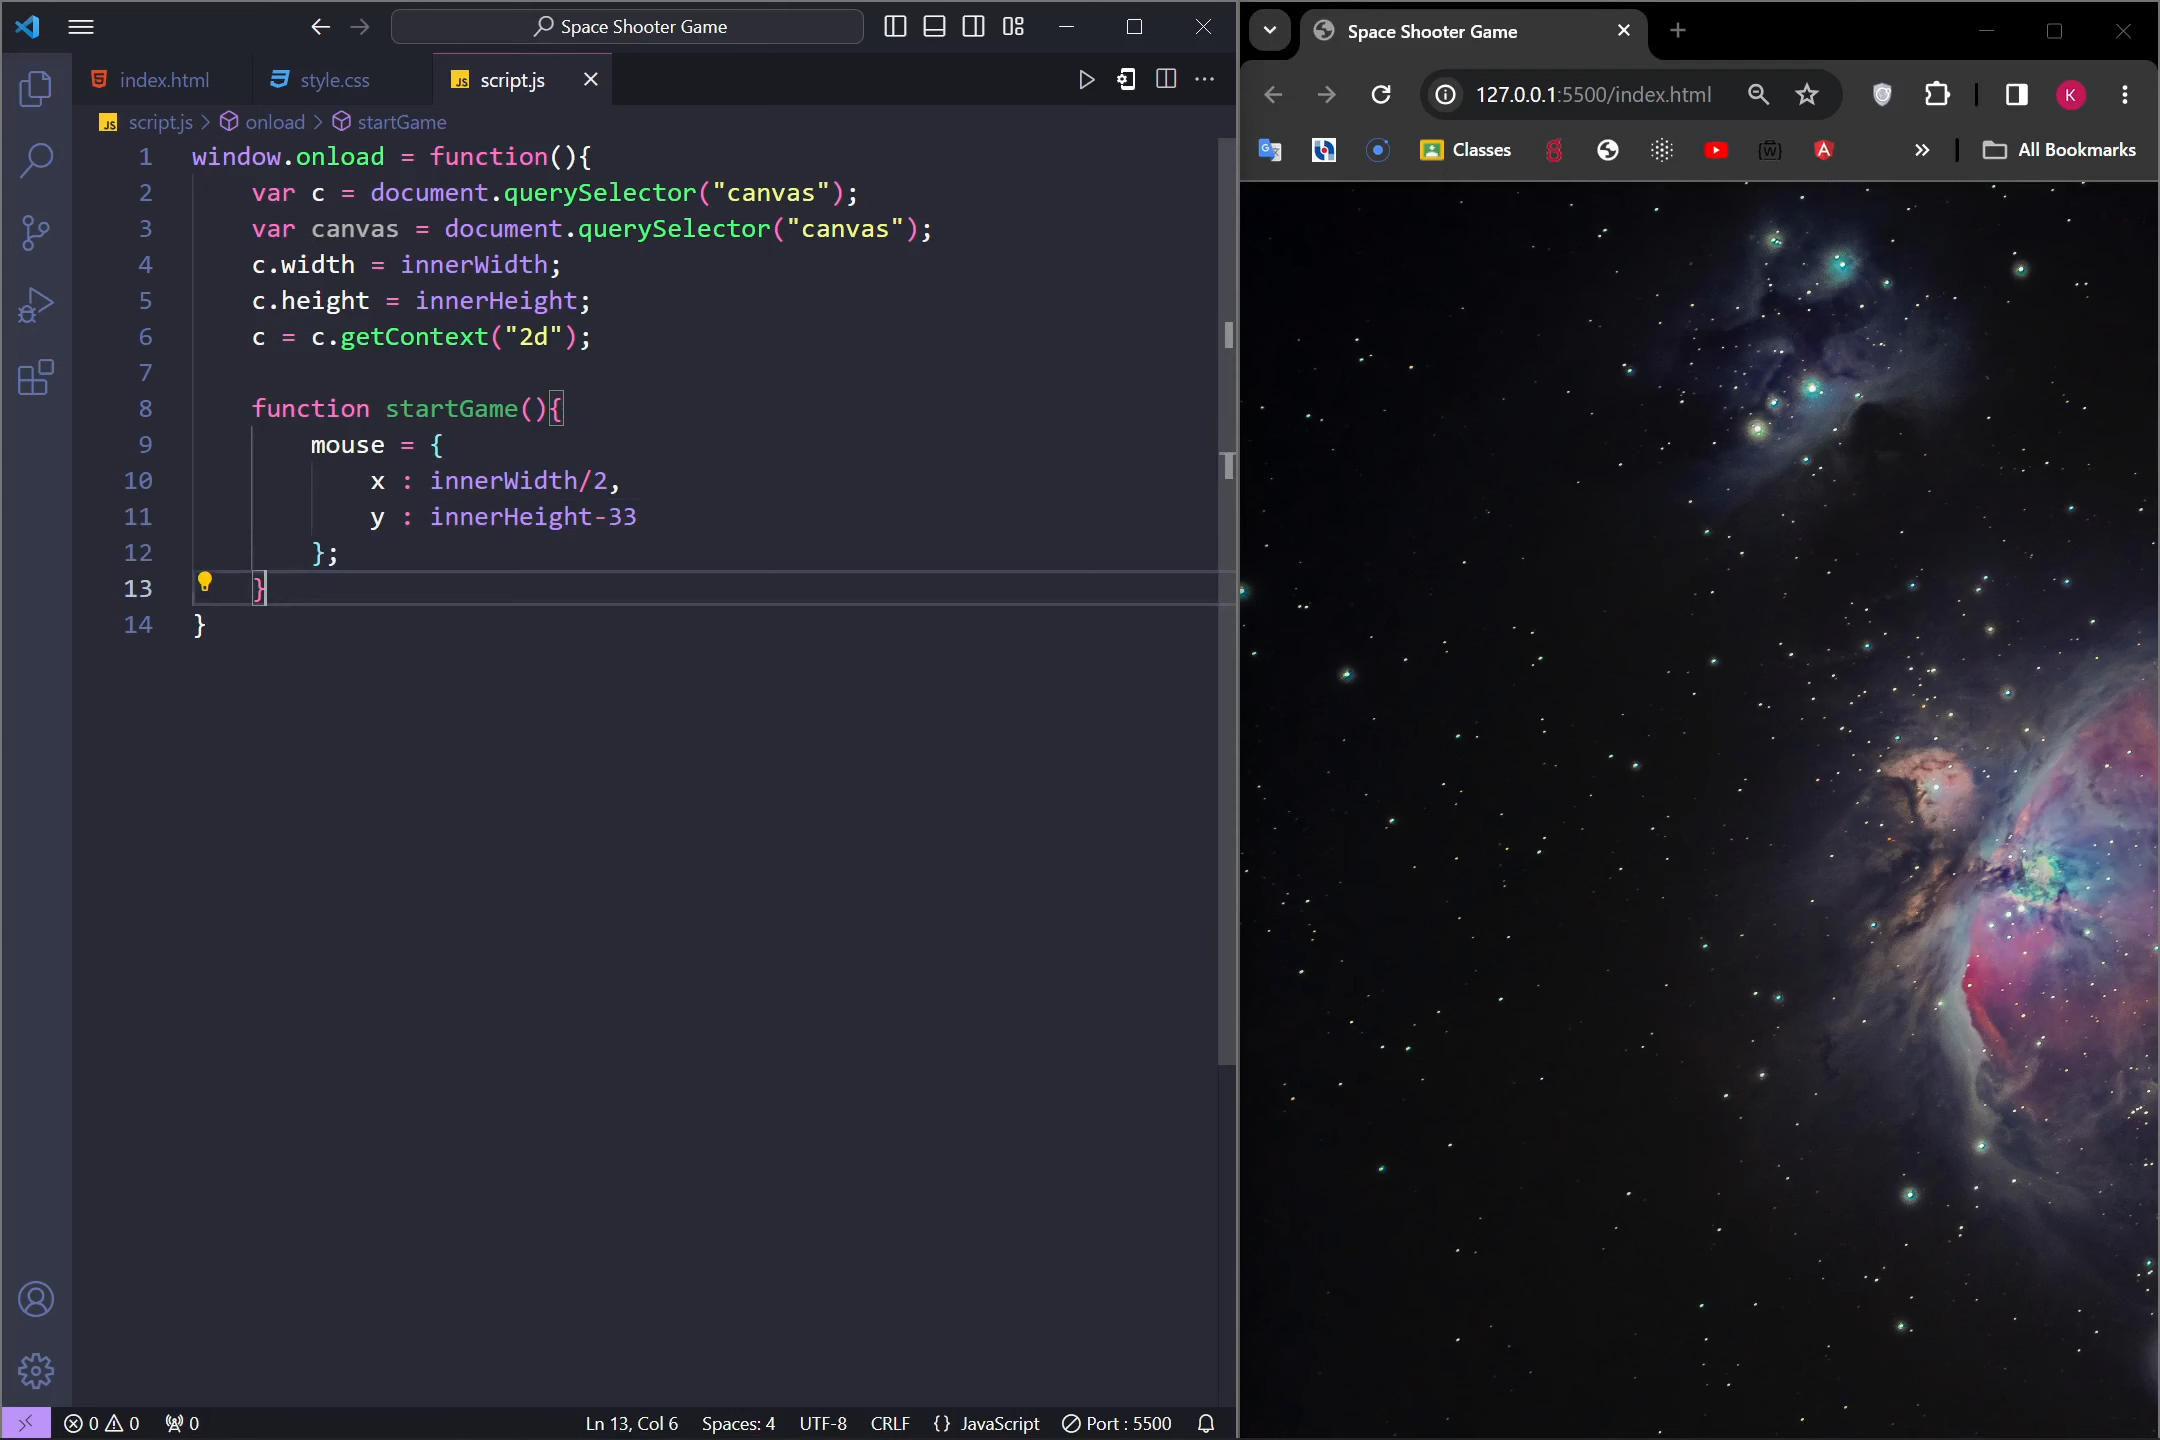 Space Shooter Game
index.html
style.css
JS script.js
JS script.js > onload > startGame
1 window.onload = function(){
2 var c = document.querySelector("canvas");
3 var canvas = document.querySelector("canvas");
4 c.width = innerWidth;
5 c.height = innerHeight;
6 c = c.getContext("2d");
7
8 function startGame(){
9 mouse = {
10 x : innerWidth/2,
11 y : innerHeight-33
12 };
13 }
14 }
0 0 0 Ln 13, Col 6 Spaces: 4 UTF-8 CRLF {} JavaScript Port : 5500
Space Shooter Game
127.0.0.1:5500/index.html K
Classes » All Bookmarks